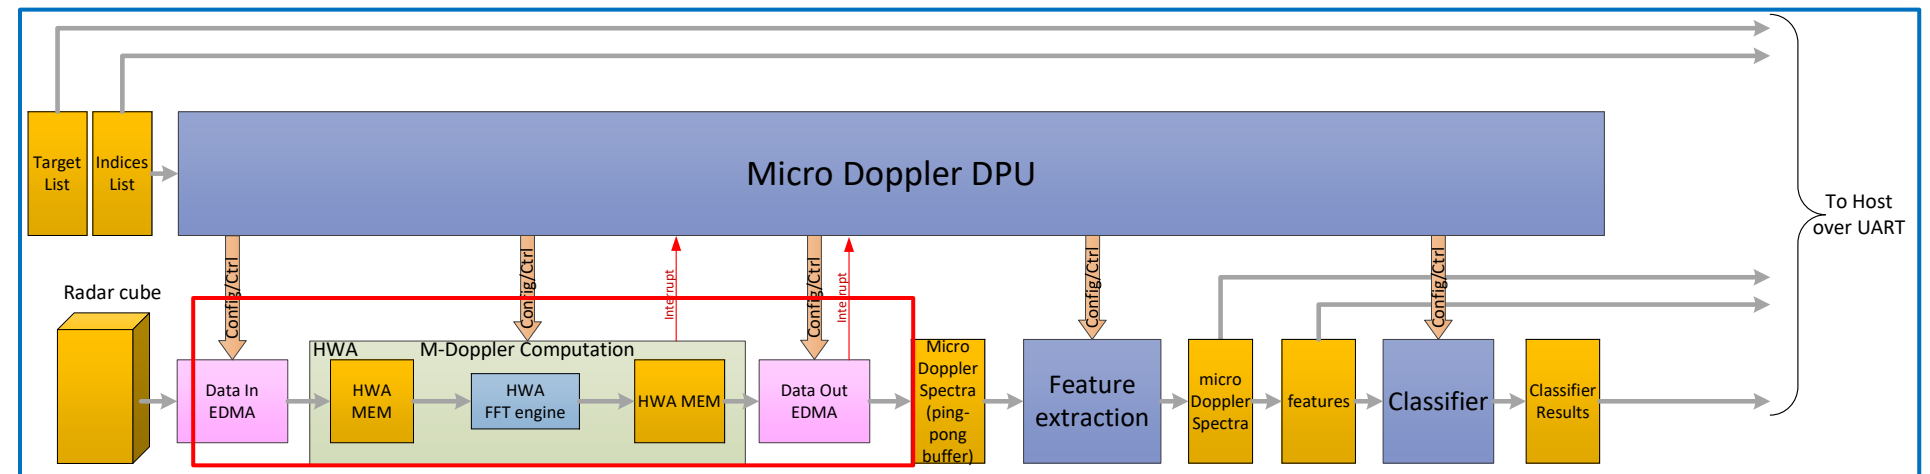 Target
List
Indices
List
Micro Doppler DPU
To Host
over UART
Config/Ctrl
Config/Ctrl
Interrupt
Config/Ctrl
Interrupt
Config/Ctrl
Config/Ctrl
Radar cube
Data In
EDMA
HWA
M-Doppler Computation
HWA
MEM
HWA
FFT engine
HWA MEM
Data Out
EDMA
Micro
Doppler
Spectra
(ping-
pong
buffer)
Feature
extraction
micro
Doppler
Spectra
features
Classifier
Classifier
Results